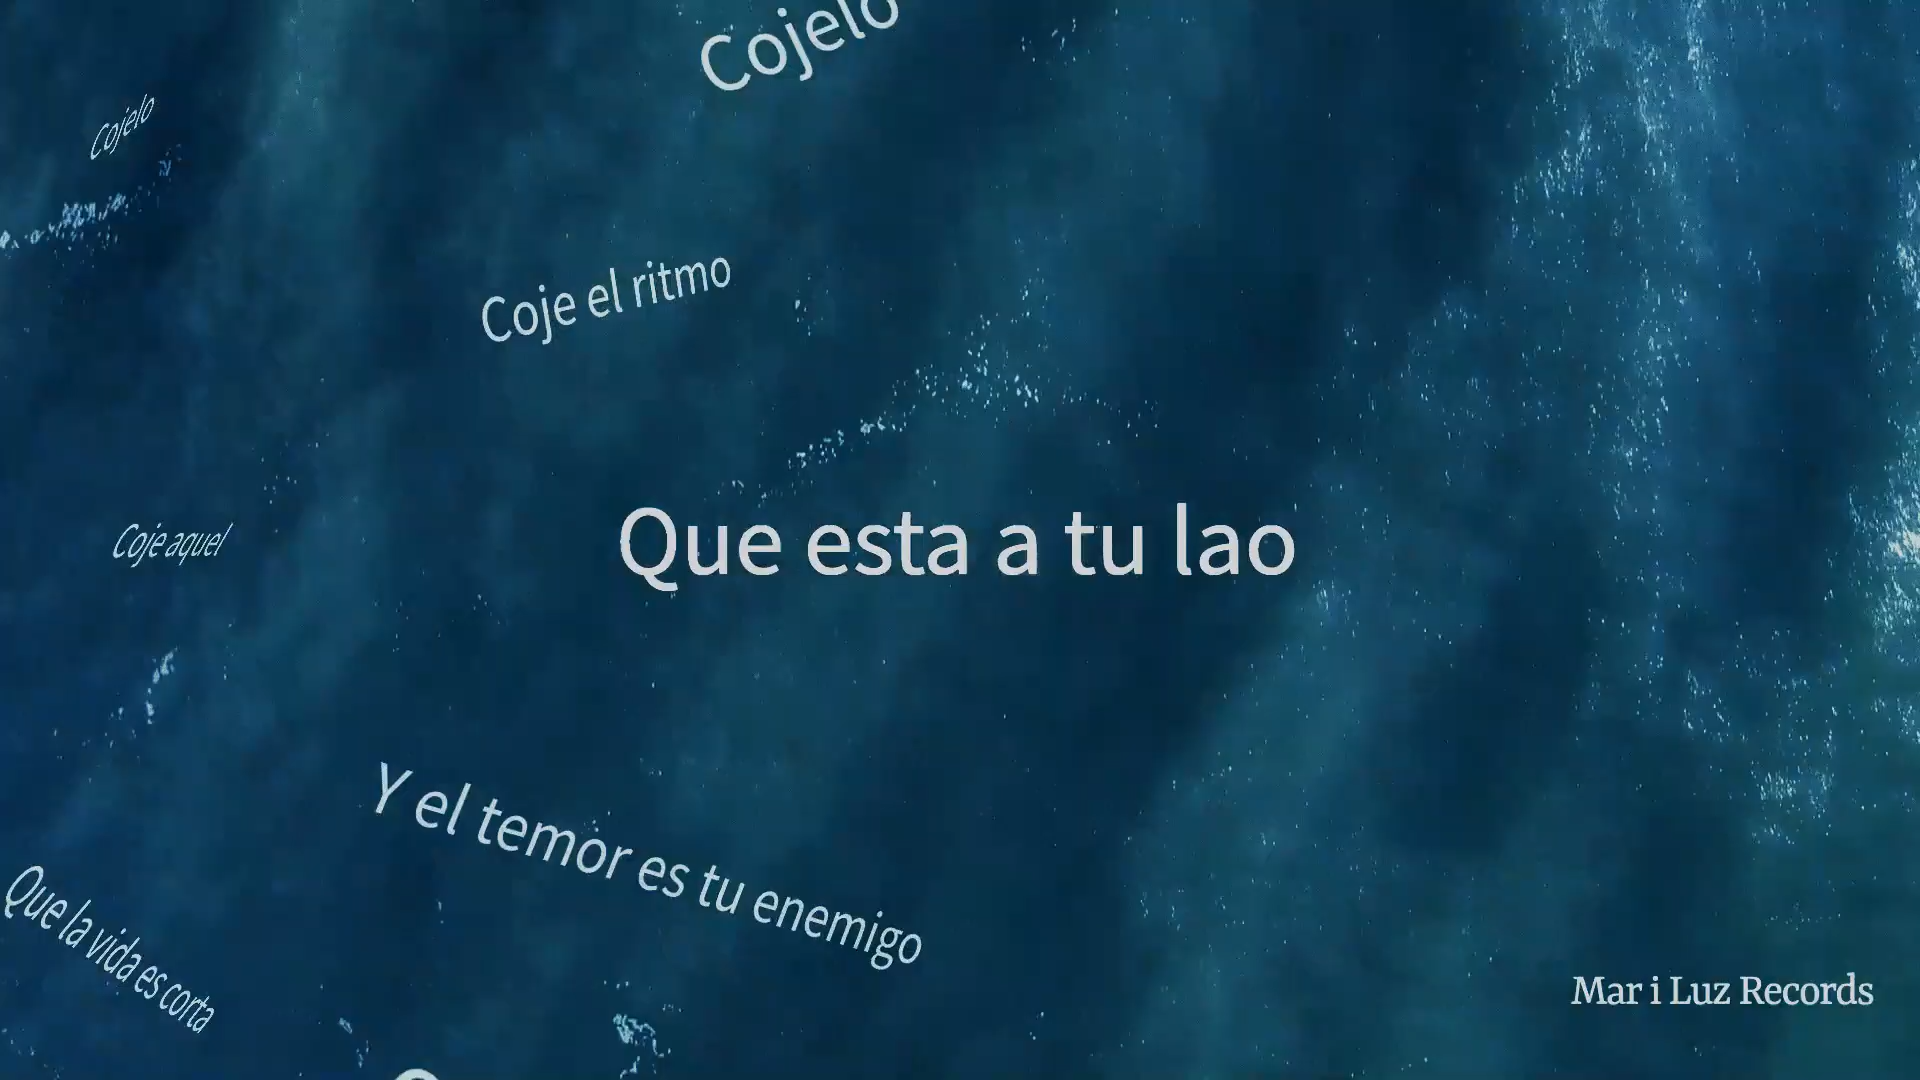 Cojelo
Cojelo
Coje el ritmo
Que esta a tu lao
Coje aquel
Y el temor es tu enemigo
Que la vida es corta
Mar i Luz Records